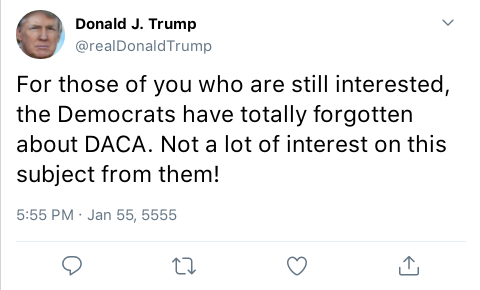 Donald J. Trump
@realDonaldTrump
For those of you who are still interested,
the Democrats have totally forgotten
about DACA. Not a lot of interest on this
subject from them!
5:55 PM · Jan 55, 5555